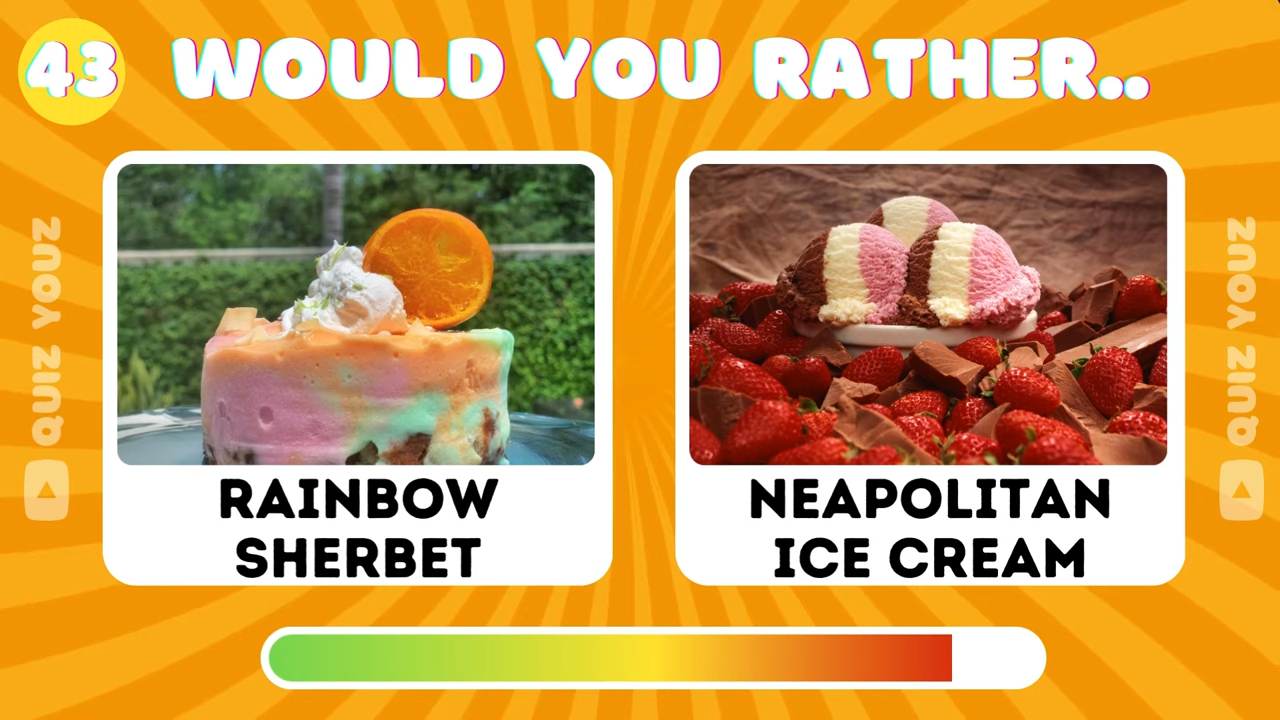 43
WOULD YOU RATHER..
QUIZ YOUZ
QUIZ YOUZ
RAINBOW
SHERBET
NEAPOLITAN
ICE CREAM